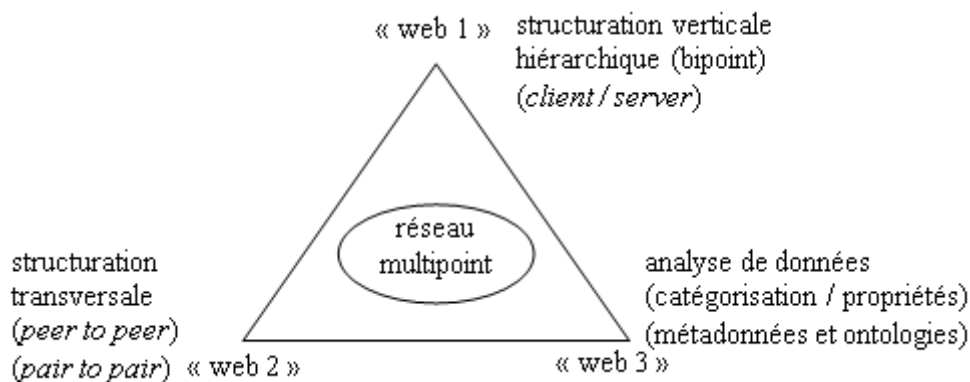 « web 1 »
structuration verticale
hiérarchique (bipoint)
(client / server)
réseau
multipoint
structuration
transversale
(peer to peer)
(pair to pair)
« web 2 »
analyse de données
(catégorisation / propriétés)
(métadonnées et ontologies)
« web 3 »